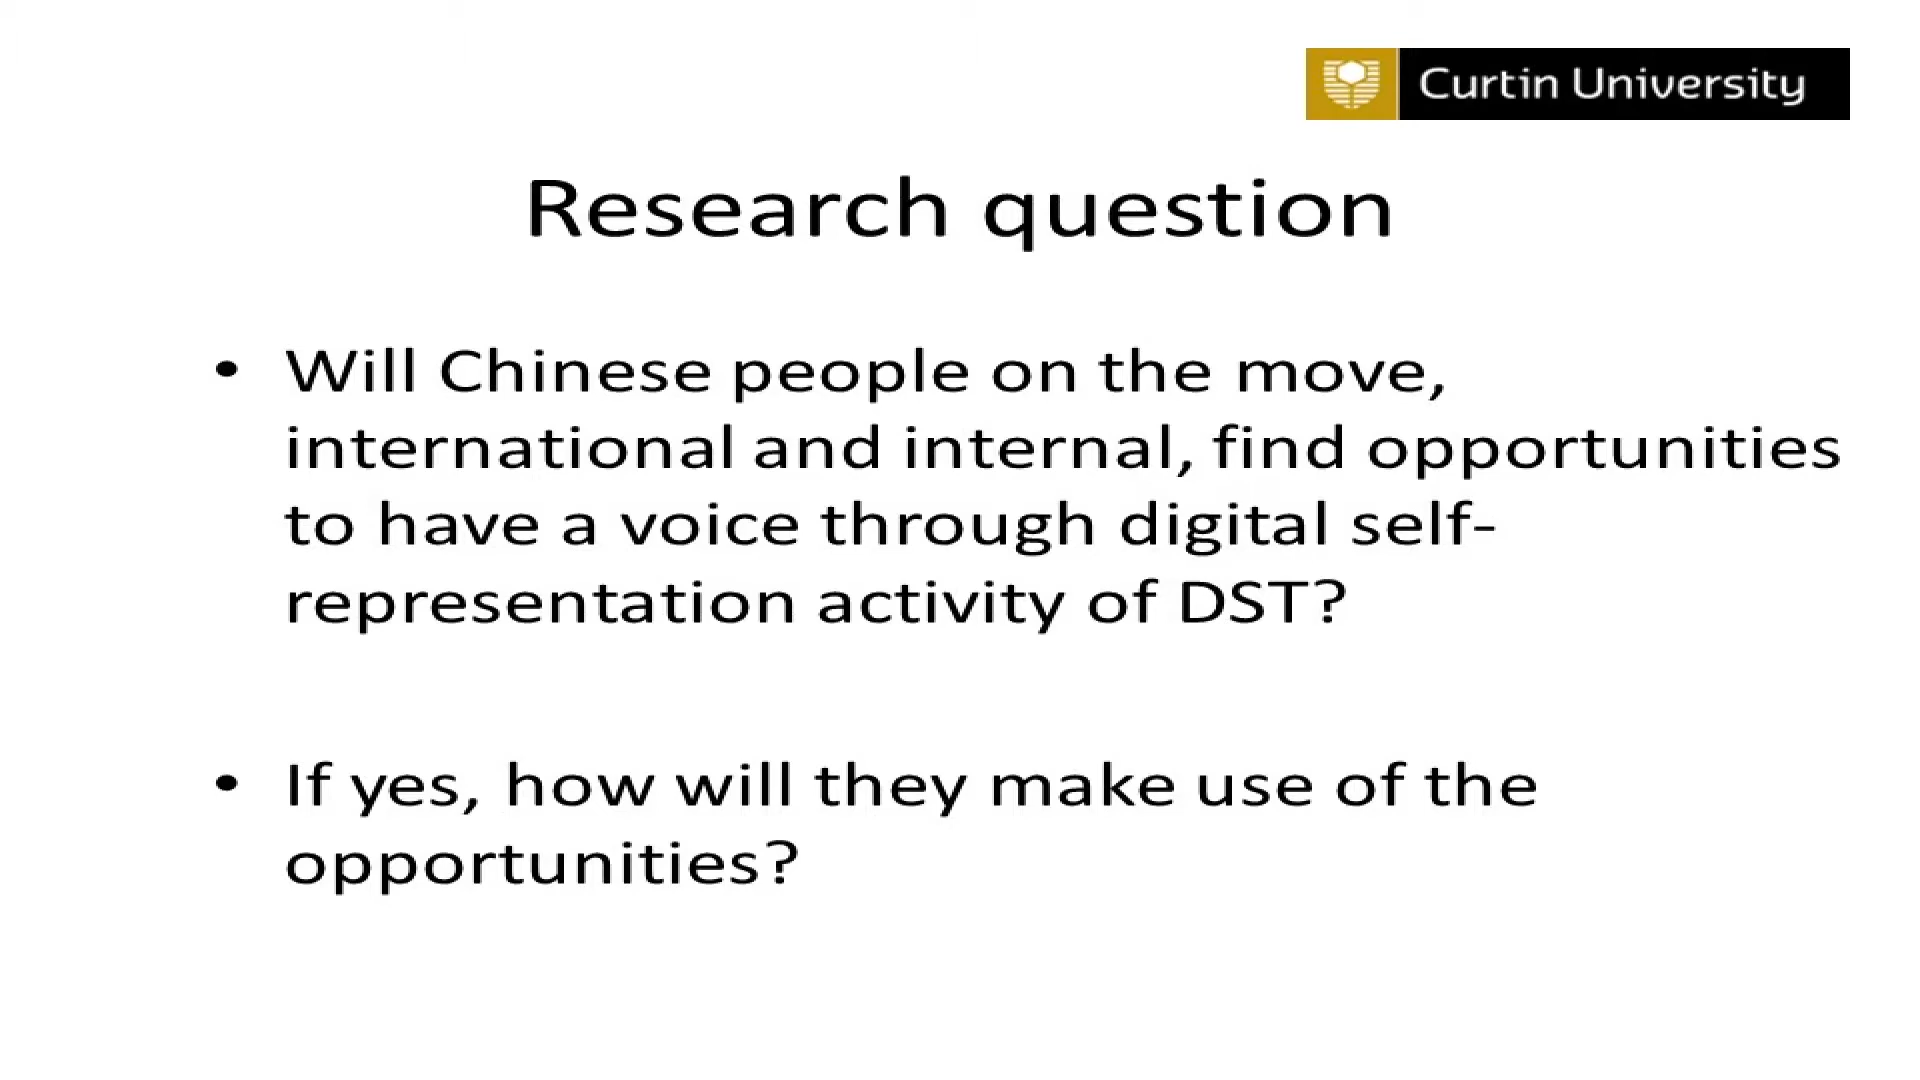 Curtin University
Research question
• Will Chinese people on the move,
international and internal, find opportunities
to have a voice through digital self-
representation activity of DST?
• If yes, how will they make use of the
opportunities?